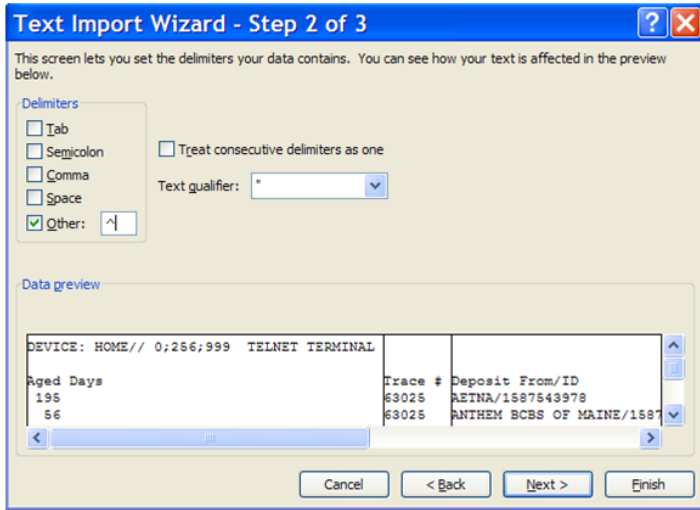 Text Import Wizard - Step 2 of 3
This screen lets you set the delimiters your data contains. You can see how your text is affected in the preview
below.
Delimiters
Tab
Semicolon
Comma
Space
Other: ^
Treat consecutive delimiters as one
Text qualifier: "
Data preview
DEVICE: HOME// 0;256;999 TELNET TERMINAL
Aged Days Trace # Deposit From/ID
195 63025 AETNA/1587543978
56 63025 ANTHEM BCBS OF MAINE/1587
Cancel < Back Next > Finish